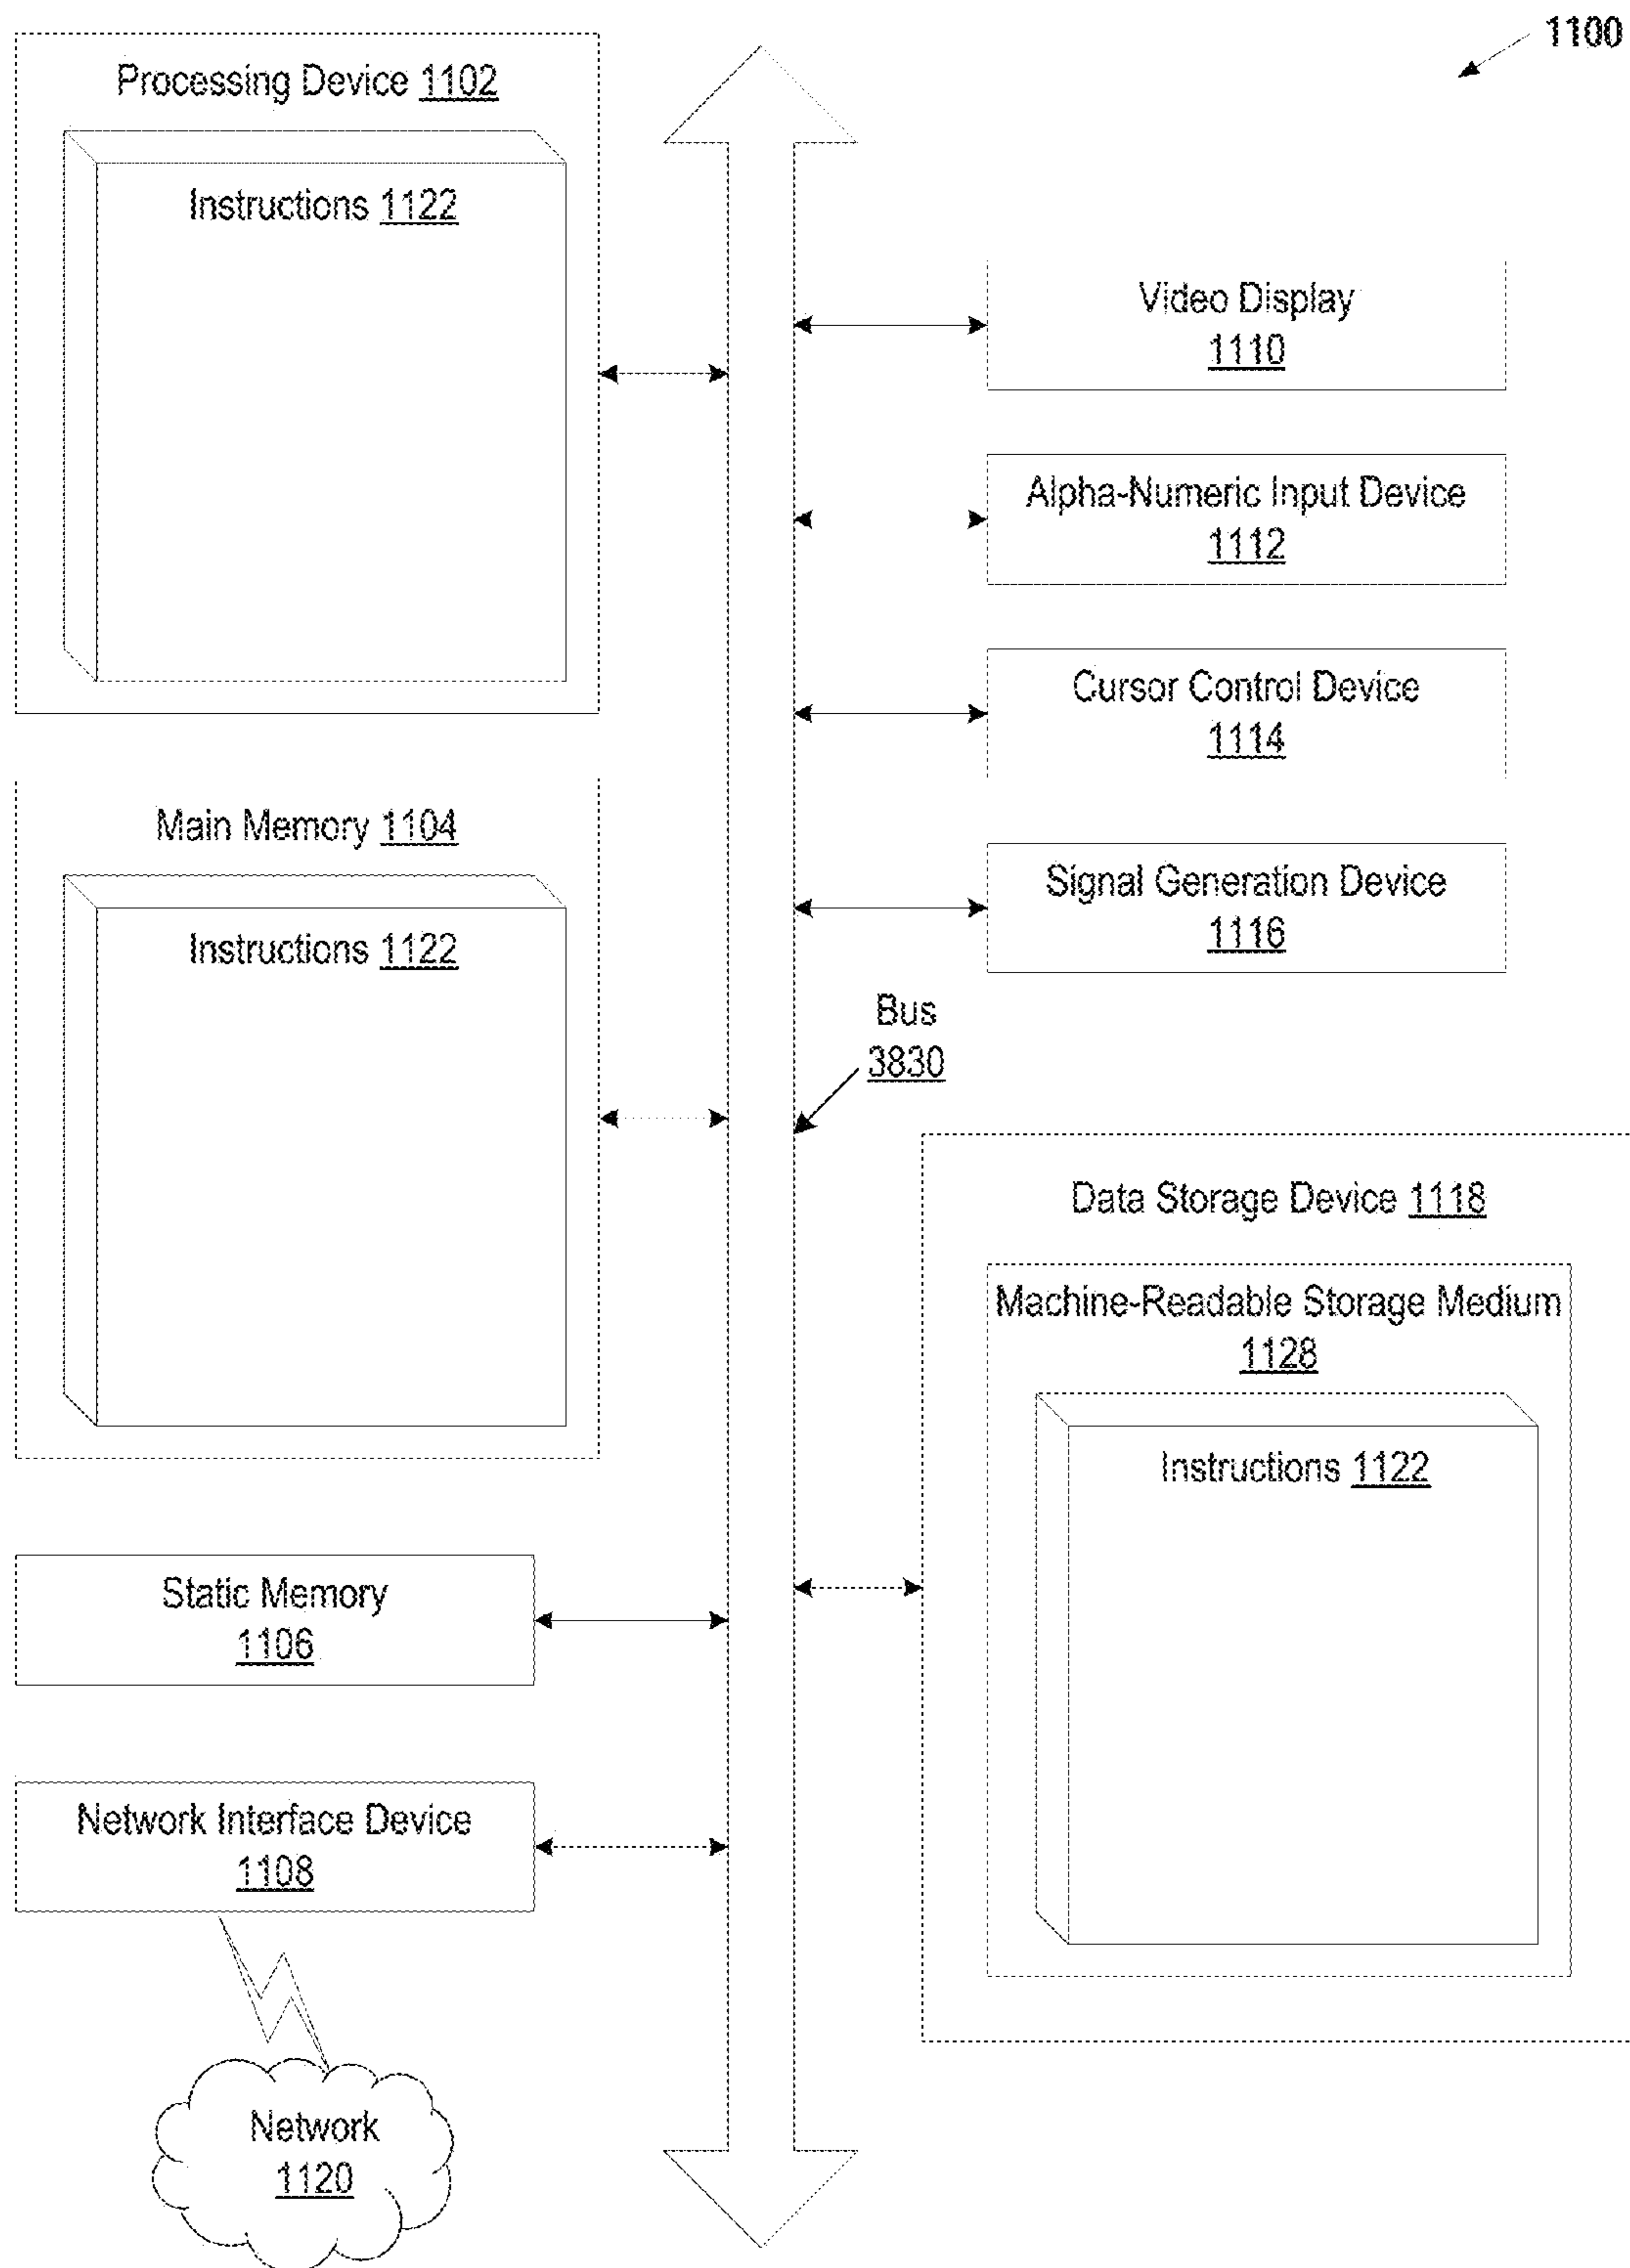 1100
Processing Device 1102
Instructions 1122
Main Memory 1104
Instructions 1122
Static Memory
1106
Network Interface Device
1108
Network
1120
Video Display
1110
Alpha-Numeric Input Device
1112
Cursor Control Device
1114
Signal Generation Device
1116
Bus
3830
Data Storage Device 1118
Machine-Readable Storage Medium
1128
Instructions 1122